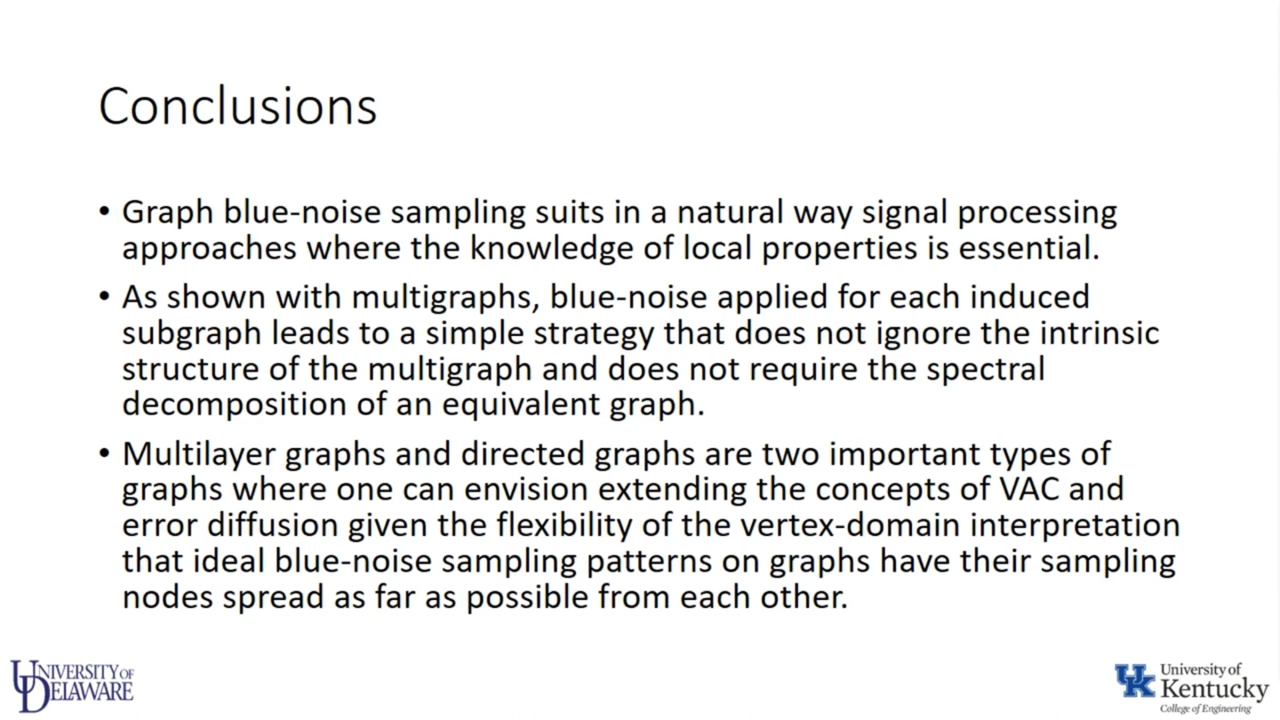 Conclusions
• Graph blue-noise sampling suits in a natural way signal processing
approaches where the knowledge of local properties is essential.
• As shown with multigraphs, blue-noise applied for each induced
subgraph leads to a simple strategy that does not ignore the intrinsic
structure of the multigraph and does not require the spectral
decomposition of an equivalent graph.
• Multilayer graphs and directed graphs are two important types of
graphs where one can envision extending the concepts of VAC and
error diffusion given the flexibility of the vertex-domain interpretation
that ideal blue-noise sampling patterns on graphs have their sampling
nodes spread as far as possible from each other.
UNIVERSITY OF
DELAWARE
UK
University of
Kentucky
College of Engineering